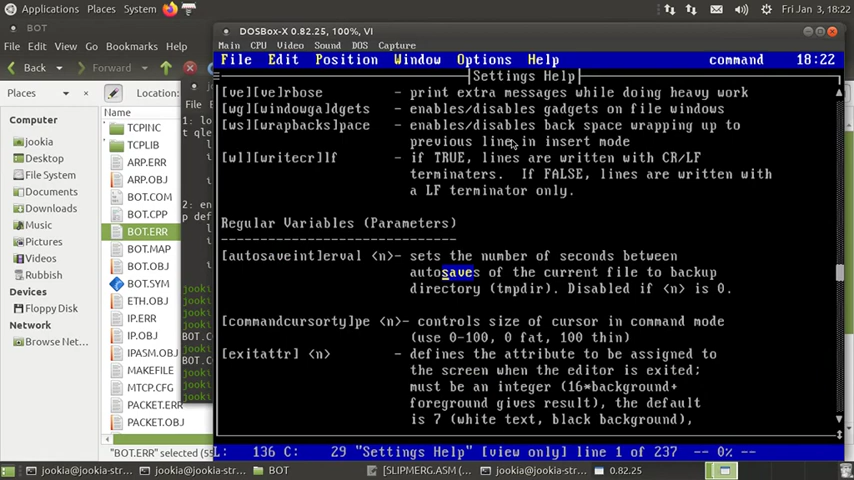 Applications Places System
Fri Jan 3, 18:22
BOT
File Edit View Go Bookmarks Help
Back
Forward
Places
Location:
Computer
jookia
Desktop
Documents
Downloads
Music
Pictures
Videos
Rubbish
Devices
Floppy Disk
Network
Browse Net...
Name
TCPINC
TCPLIB
ARP.ERR
ARP.OBJ
BOT.COM
BOT.CPP
BOT.ERR
BOT.MAP
BOT.OBJ
BOT.SYM
ETH.OBJ
IP.ERR
IP.OBJ
IPASM.OBJ
MAKEFILE
MTCP.CFG
PACKET.ERR
PACKET.OBJ
DOSBox-X 0.82.25, 100%, VI
Main CPU Video Sound DOS Capture
File Edit Position Window Options Help command 18:22
Settings Help
[ve][ve]rbose - print extra messages while doing heavy work
[wg][windowga]dgets - enables/disables gadgets on file windows
[ws][wrapbacks]pace - enables/disables back space wrapping up to
previous line in insert mode
[wl][writecr]lf - if TRUE, lines are written with CR/LF
terminaters. If FALSE, lines are written with
a LF terminator only.
Regular Variables (Parameters)
------------------------------
[autosaveint]erval <n>- sets the number of seconds between
autosaves of the current file to backup
directory (tmpdir). Disabled if <n> is 0.
[commandcursorty]pe <n>- controls size of cursor in command mode
(use 0-100, 0 fat, 100 thin)
[exitattr] <n> - defines the attribute to be assigned to
the screen when the editor is exited;
must be an integer (16*background+
foreground gives result), the default
is 7 (white text, black background),
L: 136 C: 29 "Settings Help" [view only] line 1 of 237 -- 0% --
"BOT.ERR" selected (55
jookia@jookia-str...
jookia@jookia-str...
BOT
[SLIPMERG.ASM (...
jookia@jookia-str...
0.82.25